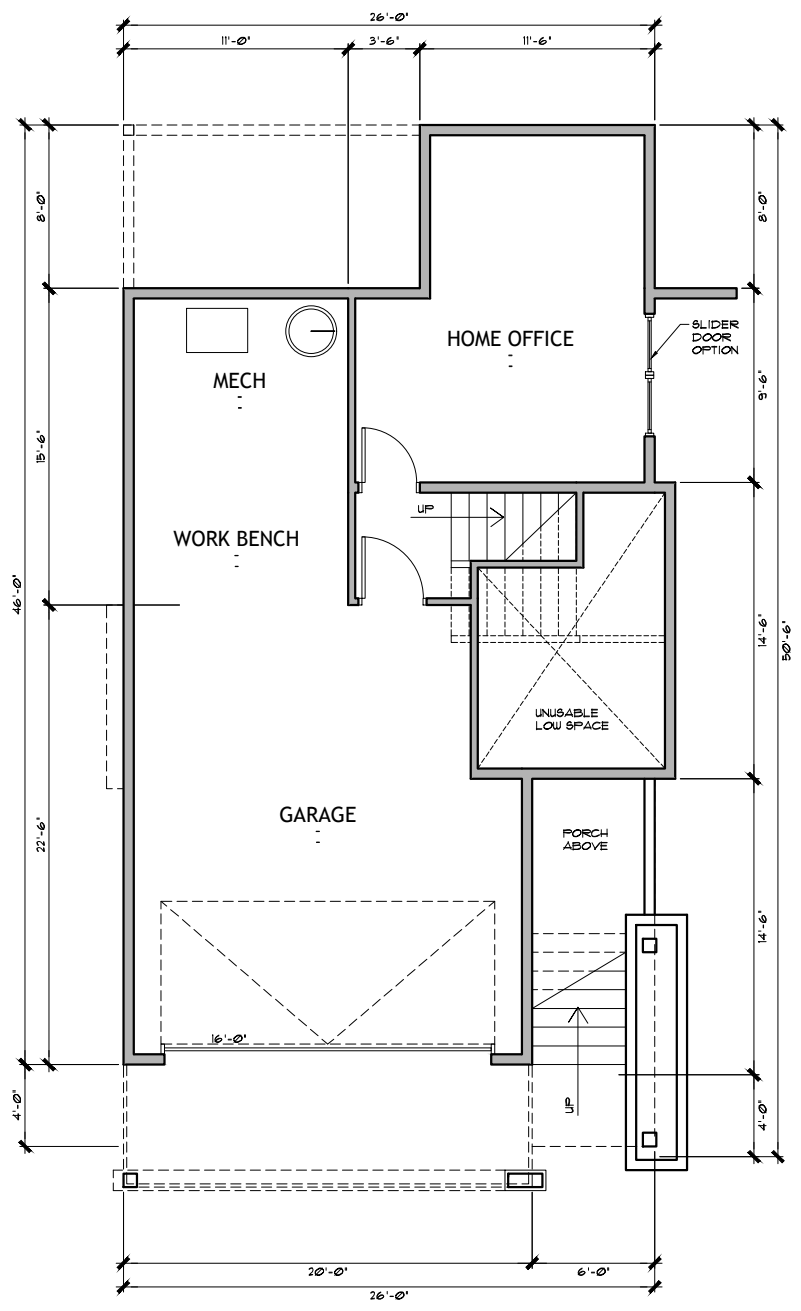 26'-0"
11'-0"
3'-6"
11'-6"
8'-0"
8'-0"
SLIDER
DOOR
OPTION
HOME OFFICE
MECH
9'-6"
15'-6"
UP
WORK BENCH
46'-0"
14'-6"
50'-6"
UNUSABLE
LOW SPACE
GARAGE
PORCH
ABOVE
22'-6"
14'-6"
16'-0"
UP
4'-0"
4'-0"
20'-0"
6'-0"
26'-0"